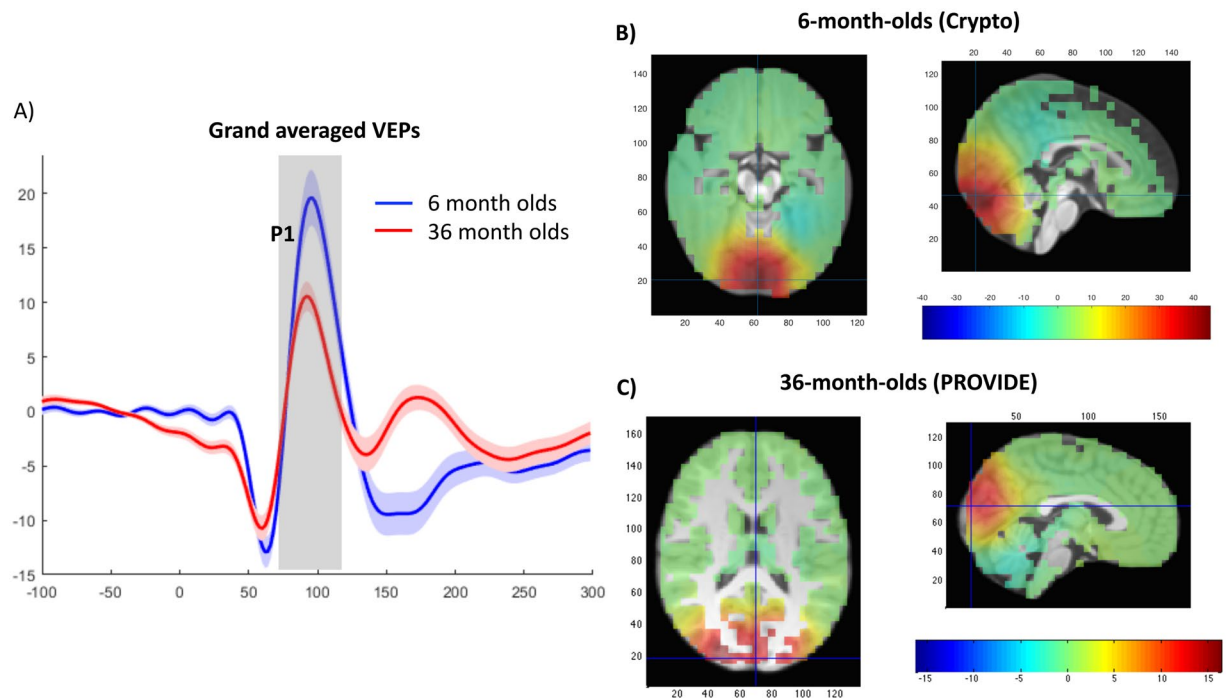 A)
Grand averaged VEPs
20
15
10
5
0
-5
-10
-15
-100
-50
0
50
100
150
200
250
300
P1
6 month olds
36 month olds
B)
6-month-olds (Crypto)
140
120
100
80
60
40
20
20 40 60 80 100 120
20 40 60 80 100 120 140
120
100
80
60
40
20
-40 -30 -20 -10 0 10 20 30 40
C)
36-month-olds (PROVIDE)
160
140
120
100
80
60
40
20
20 40 60 80 100 120
50 100 150
120
100
80
60
40
20
-15 -10 -5 0 5 10 15